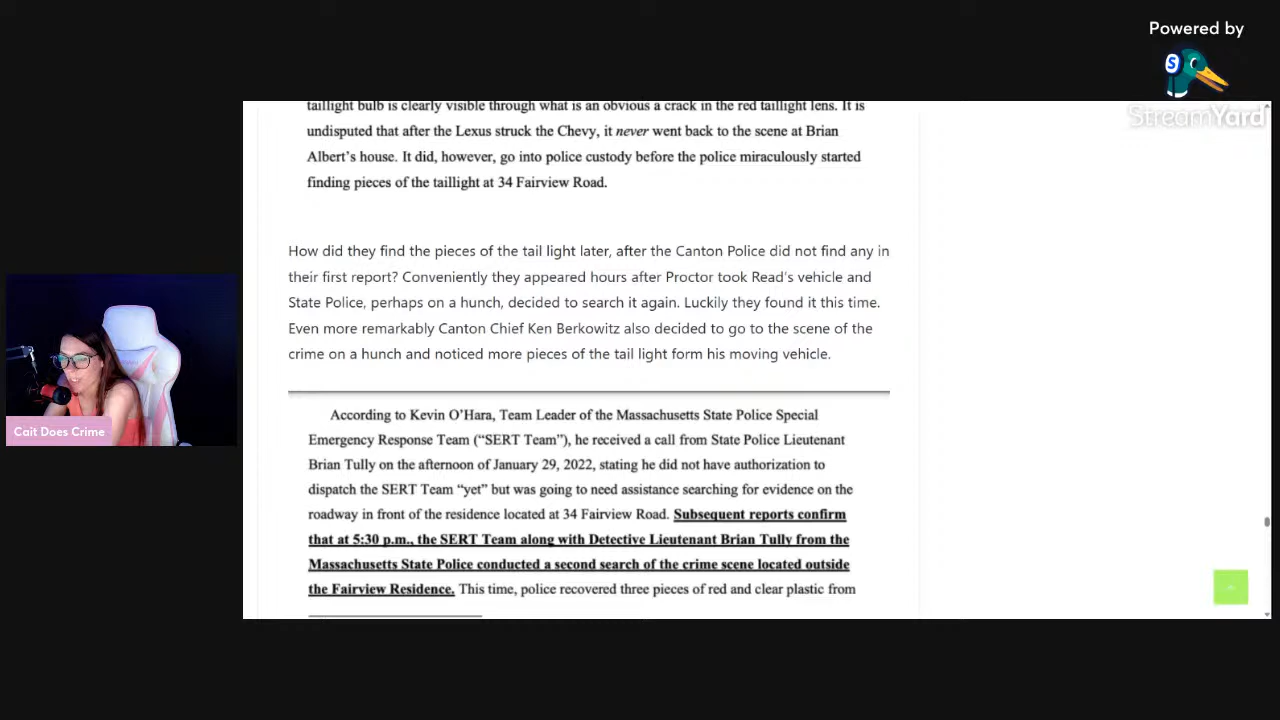 Powered by
S
StreamYard
taillight bulb is clearly visible through what is an obvious a crack in the red taillight lens. It is
undisputed that after the Lexus struck the Chevy, it never went back to the scene at Brian
Albert's house. It did, however, go into police custody before the police miraculously started
finding pieces of the taillight at 34 Fairview Road.
How did they find the pieces of the tail light later, after the Canton Police did not find any in
their first report? Conveniently they appeared hours after Proctor took Read's vehicle and
State Police, perhaps on a hunch, decided to search it again. Luckily they found it this time.
Even more remarkably Canton Chief Ken Berkowitz also decided to go to the scene of the
crime on a hunch and noticed more pieces of the tail light form his moving vehicle.
According to Kevin O'Hara, Team Leader of the Massachusetts State Police Special
Emergency Response Team ("SERT Team"), he received a call from State Police Lieutenant
Brian Tully on the afternoon of January 29, 2022, stating he did not have authorization to
dispatch the SERT Team "yet" but was going to need assistance searching for evidence on the
roadway in front of the residence located at 34 Fairview Road. Subsequent reports confirm
that at 5:30 p.m., the SERT Team along with Detective Lieutenant Brian Tully from the
Massachusetts State Police conducted a second search of the crime scene located outside
the Fairview Residence. This time, police recovered three pieces of red and clear plastic from
Cait Does Crime